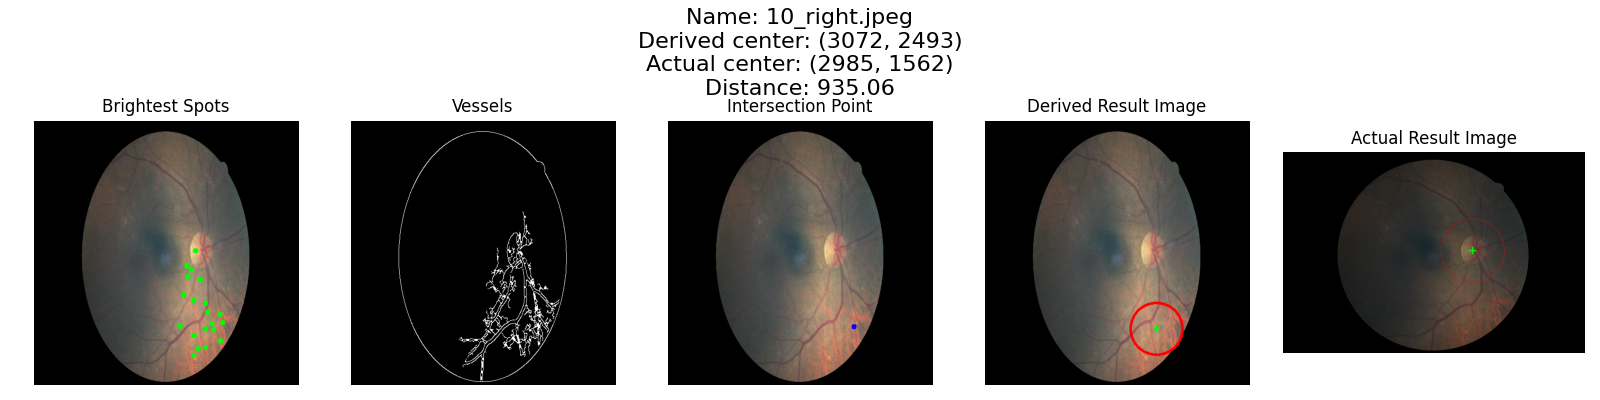 Name: 10_right.jpeg
Derived center: (3072, 2493)
Actual center: (2985, 1562)
Distance: 935.06
Brightest Spots
Vessels
Intersection Point
Derived Result Image
Actual Result Image